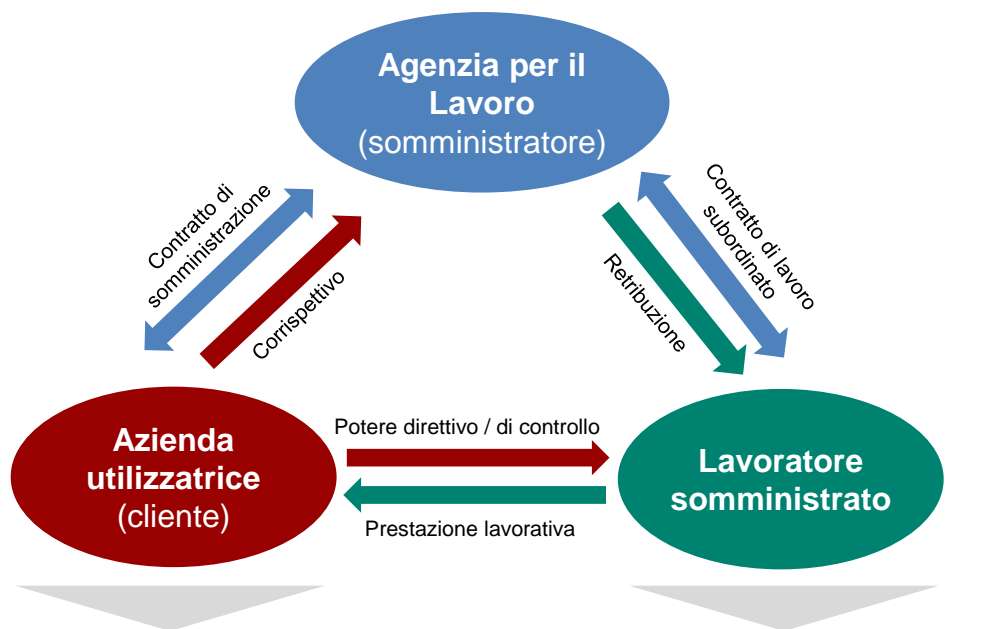 Agenzia per il
Lavoro
(somministratore)
Contratto di
somministrazione
Corrispettivo
Contratto di lavoro
subordinato
Retribuzione
Azienda
utilizzatrice
(cliente)
Potere direttivo / di controllo
Prestazione lavorativa
Lavoratore
somministrato